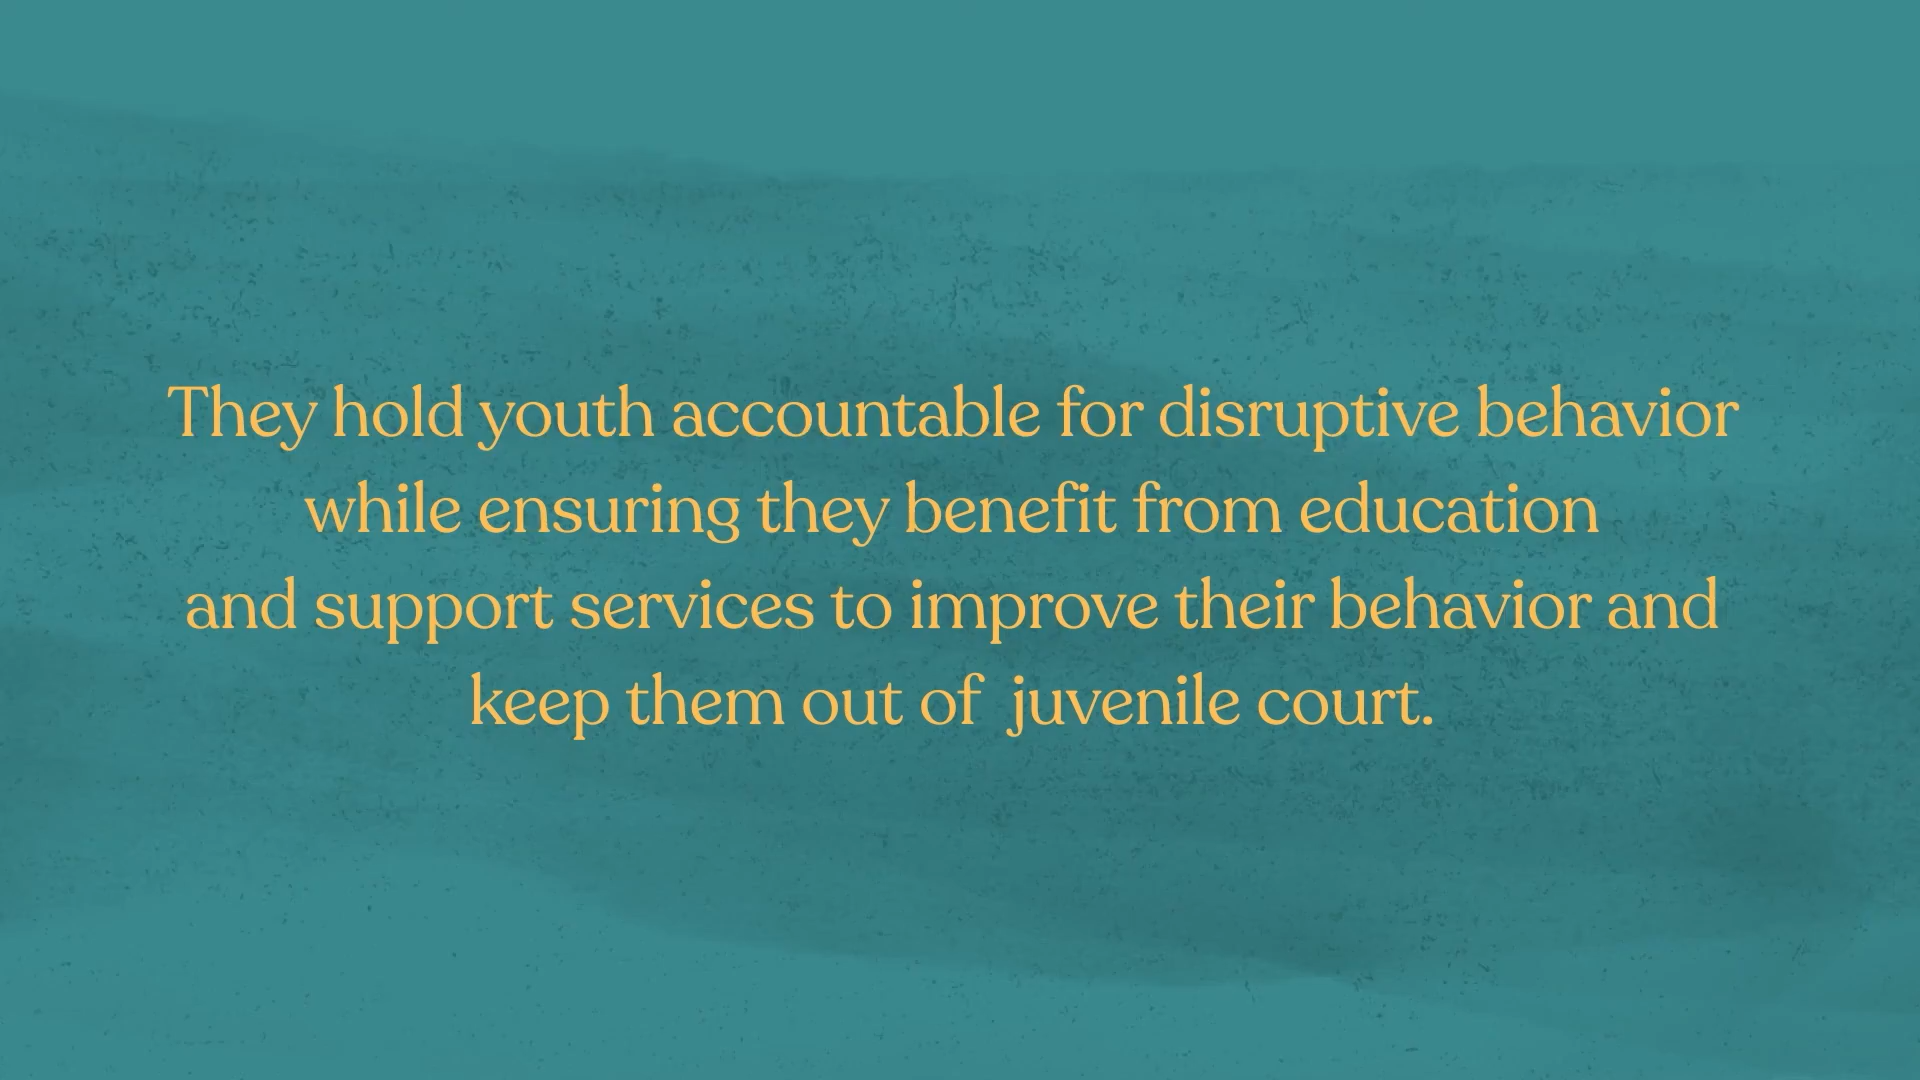 They hold youth accountable for disruptive behavior
while ensuring they benefit from education
and support services to improve their behavior and
keep them out of  juvenile court.